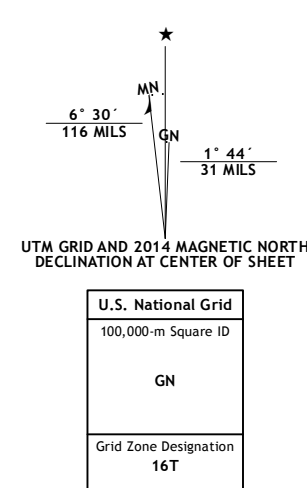 ★
MN
6° 30´
116 MILS
GN
1° 44´
31 MILS
UTM GRID AND 2014 MAGNETIC NORTH
DECLINATION AT CENTER OF SHEET
U.S. National Grid
100,000-m Square ID
GN
Grid Zone Designation
16T